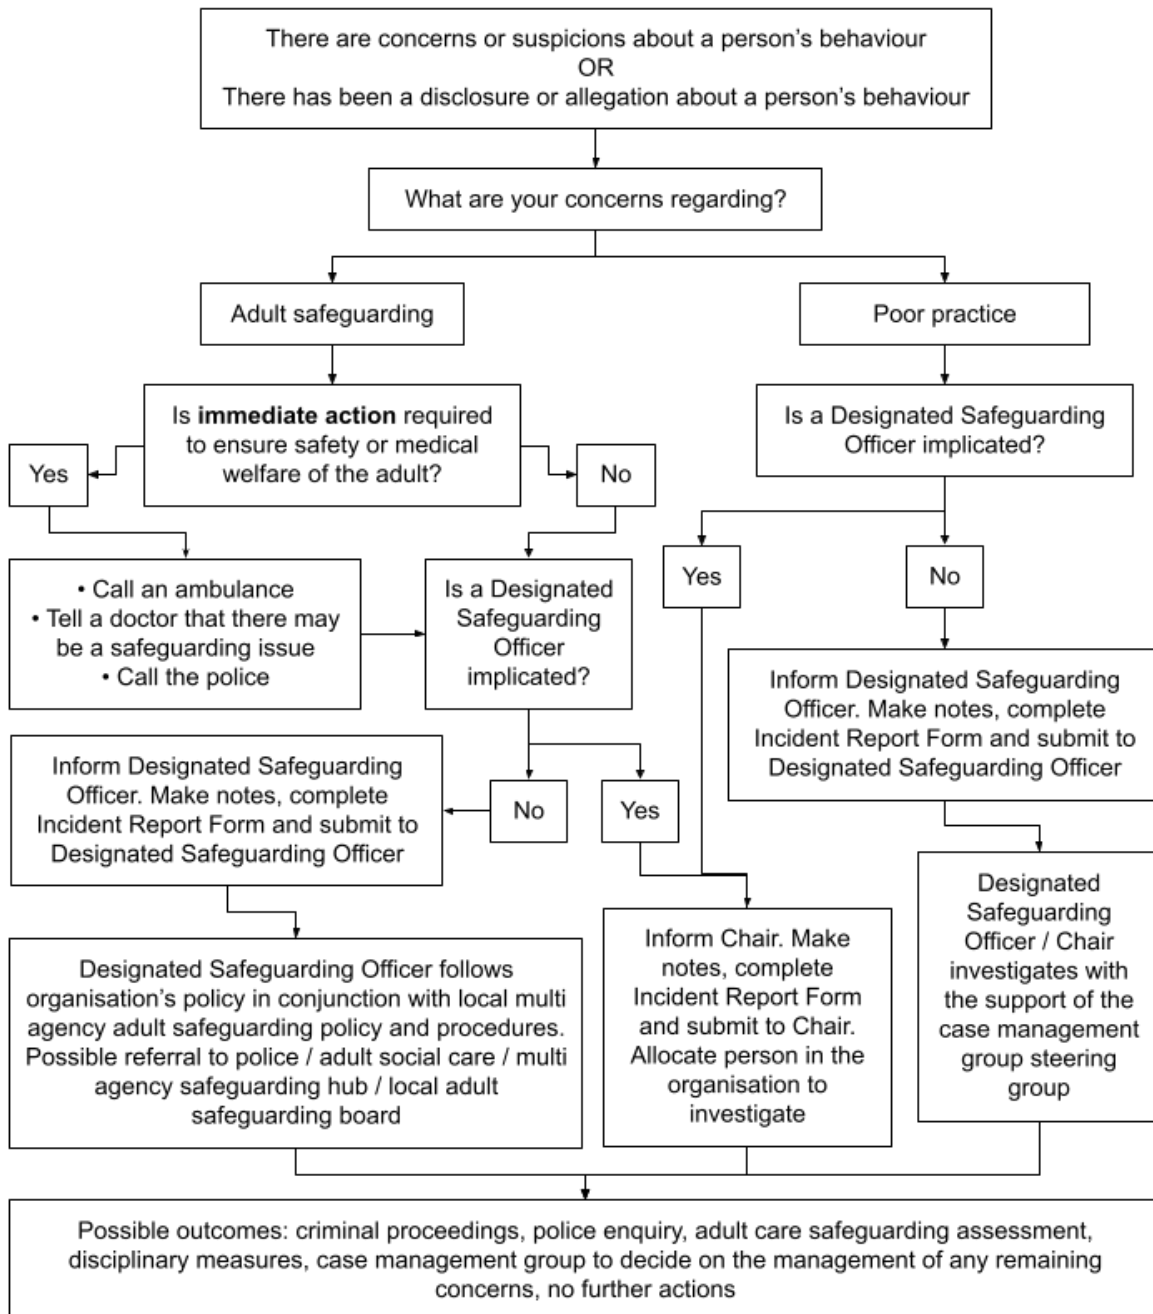 There are concerns or suspicions about a person's behaviour
OR
There has been a disclosure or allegation about a person's behaviour
What are your concerns regarding?
Adult safeguarding
Poor practice
Is immediate action required
to ensure safety or medical
welfare of the adult?
Is a Designated Safeguarding
Officer implicated?
Yes
No
• Call an ambulance
• Tell a doctor that there may
be a safeguarding issue
• Call the police
Is a Designated
Safeguarding
Officer
implicated?
Yes
No
Inform Designated Safeguarding
Officer. Make notes, complete
Incident Report Form and submit to
Designated Safeguarding Officer
No
Yes
Inform Designated Safeguarding
Officer. Make notes, complete
Incident Report Form and submit to
Designated Safeguarding Officer
Designated Safeguarding Officer follows
organisation's policy in conjunction with local multi
agency adult safeguarding policy and procedures.
Possible referral to police / adult social care / multi
agency safeguarding hub / local adult
safeguarding board
Inform Chair. Make
notes, complete
Incident Report Form
and submit to Chair.
Allocate person in the
organisation to
investigate
Designated
Safeguarding
Officer / Chair
investigates with
the support of the
case management
group steering
group
Possible outcomes: criminal proceedings, police enquiry, adult care safeguarding assessment,
disciplinary measures, case management group to decide on the management of any remaining
concerns, no further actions